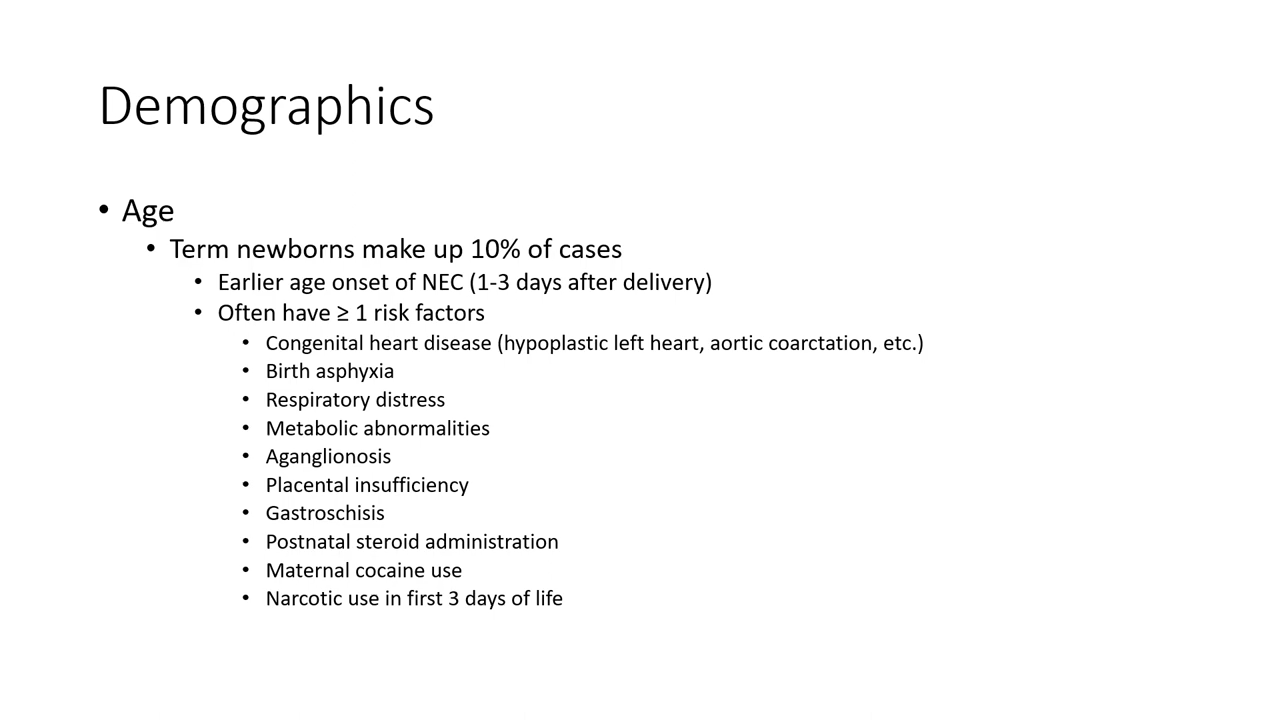 Demographics
• Age
• Term newborns make up 10% of cases
• Earlier age onset of NEC (1-3 days after delivery)
• Often have ≥ 1 risk factors
• Congenital heart disease (hypoplastic left heart, aortic coarctation, etc.)
• Birth asphyxia
• Respiratory distress
• Metabolic abnormalities
• Aganglionosis
• Placental insufficiency
• Gastroschisis
• Postnatal steroid administration
• Maternal cocaine use
• Narcotic use in first 3 days of life